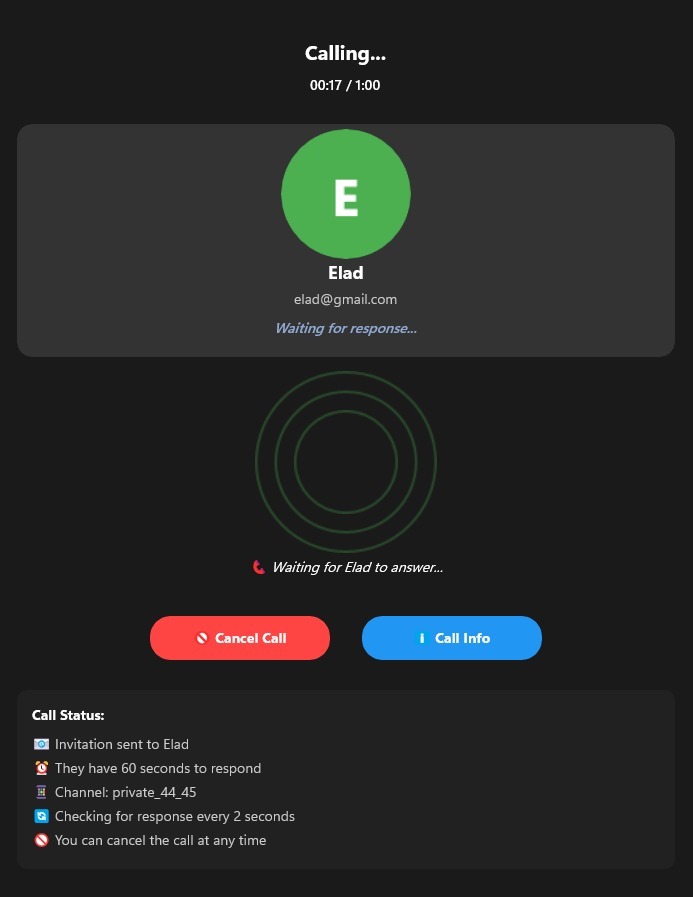 Calling...
00:17 / 1:00
E
Elad
elad@gmail.com
Waiting for response...
Waiting for Elad to answer...
Cancel Call
Call Info
Call Status:
Invitation sent to Elad
They have 60 seconds to respond
Channel: private_44_45
Checking for response every 2 seconds
You can cancel the call at any time